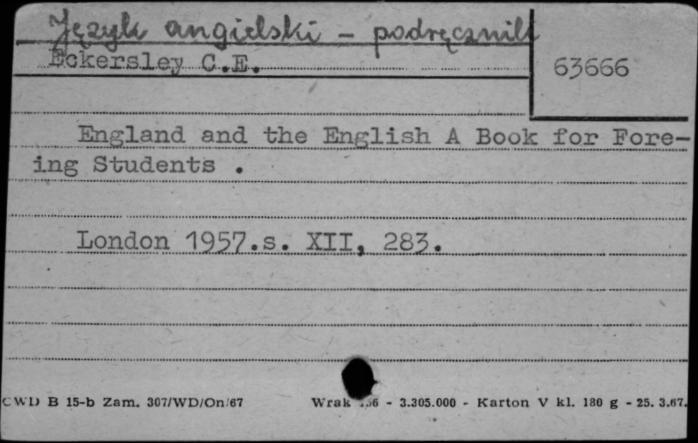 Język angielski - podręcznik
Eckersley C.E.
63666
England and the English A Book for Fore-
ing Students .
London 1957.s. XII, 283.
CWD B 15-b Zam. 307/WD/On/67 Wrak 56 - 3.305.000 - Karton V kl. 180 g - 25. 3.67.